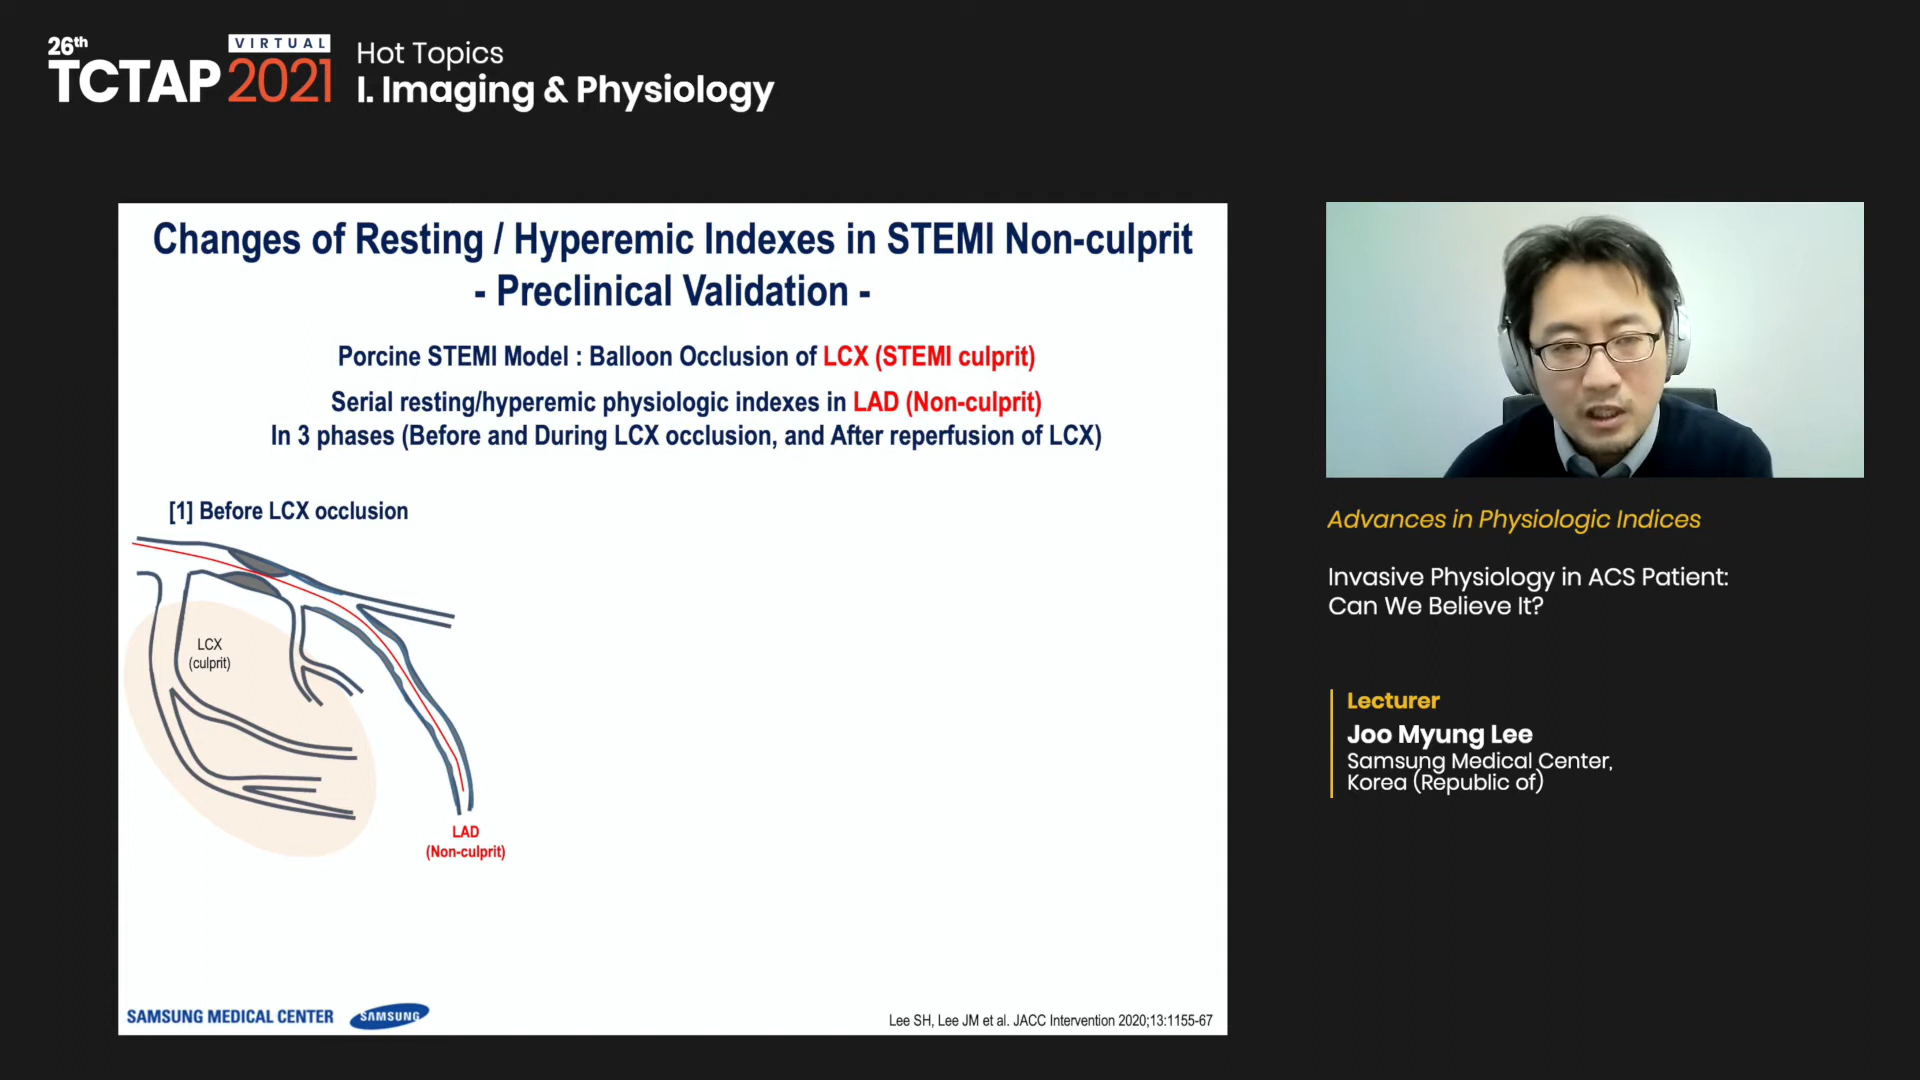 26th
VIRTUAL
TCTAP 2021
Hot Topics
I. Imaging & Physiology
Changes of Resting / Hyperemic Indexes in STEMI Non-culprit
- Preclinical Validation -
Porcine STEMI Model : Balloon Occlusion of LCX (STEMI culprit)
Serial resting/hyperemic physiologic indexes in LAD (Non-culprit)
In 3 phases (Before and During LCX occlusion, and After reperfusion of LCX)
[1] Before LCX occlusion
LCX
(culprit)
LAD
(Non-culprit)
SAMSUNG MEDICAL CENTER
SAMSUNG
Lee SH, Lee JM et al. JACC Intervention 2020;13:1155-67
Advances in Physiologic Indices
Invasive Physiology in ACS Patient:
Can We Believe It?
Lecturer
Joo Myung Lee
Samsung Medical Center,
Korea (Republic of)